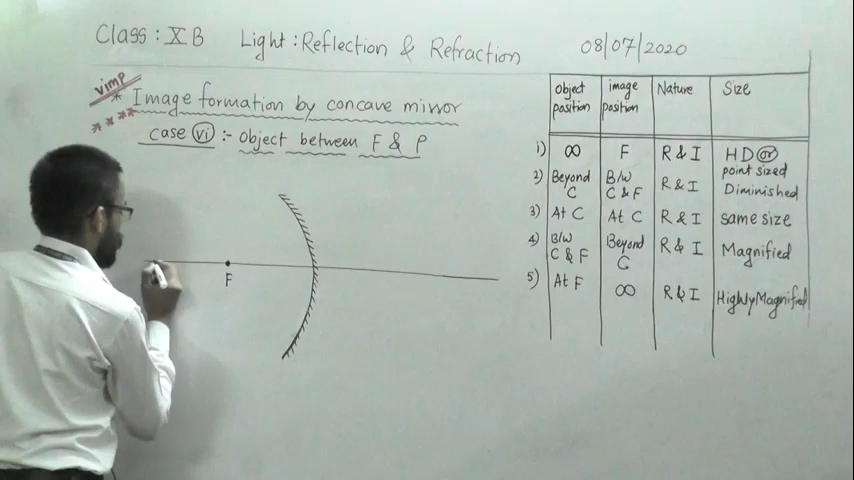 Class : X B Light : Reflection & Refraction 08/07/2020
VIMP
* Image formation by concave mirror
****
Case (vi) :- Object between F & P
F
object position image position Nature Size
1) ∞ F R & I HD (or) point sized
2) Beyond C B/w C & F R & I Diminished
3) At C At C R & I same size
4) B/w C & F Beyond C R & I Magnified
5) At F ∞ R & I Highly Magnified